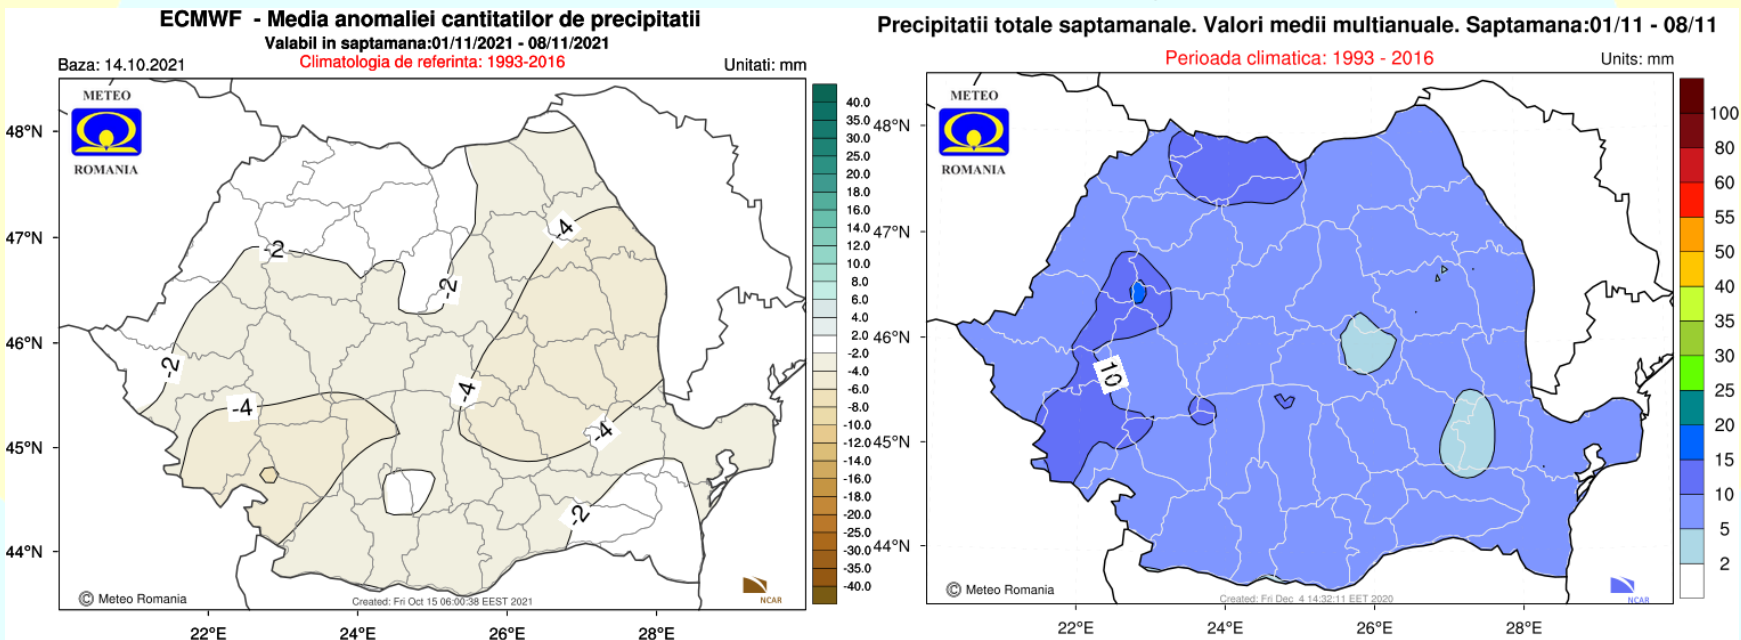 ECMWF - Media anomaliei cantitatilor de precipitatii
Valabil in saptamana:01/11/2021 - 08/11/2021
Baza: 14.10.2021
Climatologia de referinta: 1993-2016
Unitati: mm
METEO
ROMANIA
48°N
47°N
46°N
45°N
44°N
-2
-4
-2
-2
-4
-4
-4
-2
© Meteo Romania
Created: Fri Oct 15 06:00:38 EEST 2021
NCAR
22°E
24°E
26°E
28°E
40.0
35.0
30.0
25.0
20.0
18.0
16.0
14.0
12.0
10.0
8.0
6.0
4.0
2.0
-2.0
-4.0
-6.0
-8.0
-10.0
-12.0
-14.0
-16.0
-18.0
-20.0
-25.0
-30.0
-35.0
-40.0
Precipitatii totale saptamanale. Valori medii multianuale. Saptamana:01/11 - 08/11
Perioada climatica: 1993 - 2016
Units: mm
METEO
ROMANIA
48°N
47°N
46°N
45°N
44°N
10
© Meteo Romania
Created: Fri Dec 4 14:32:11 EET 2020
NCAR
22°E
24°E
26°E
28°E
100
80
60
55
50
40
35
30
25
20
15
10
5
2